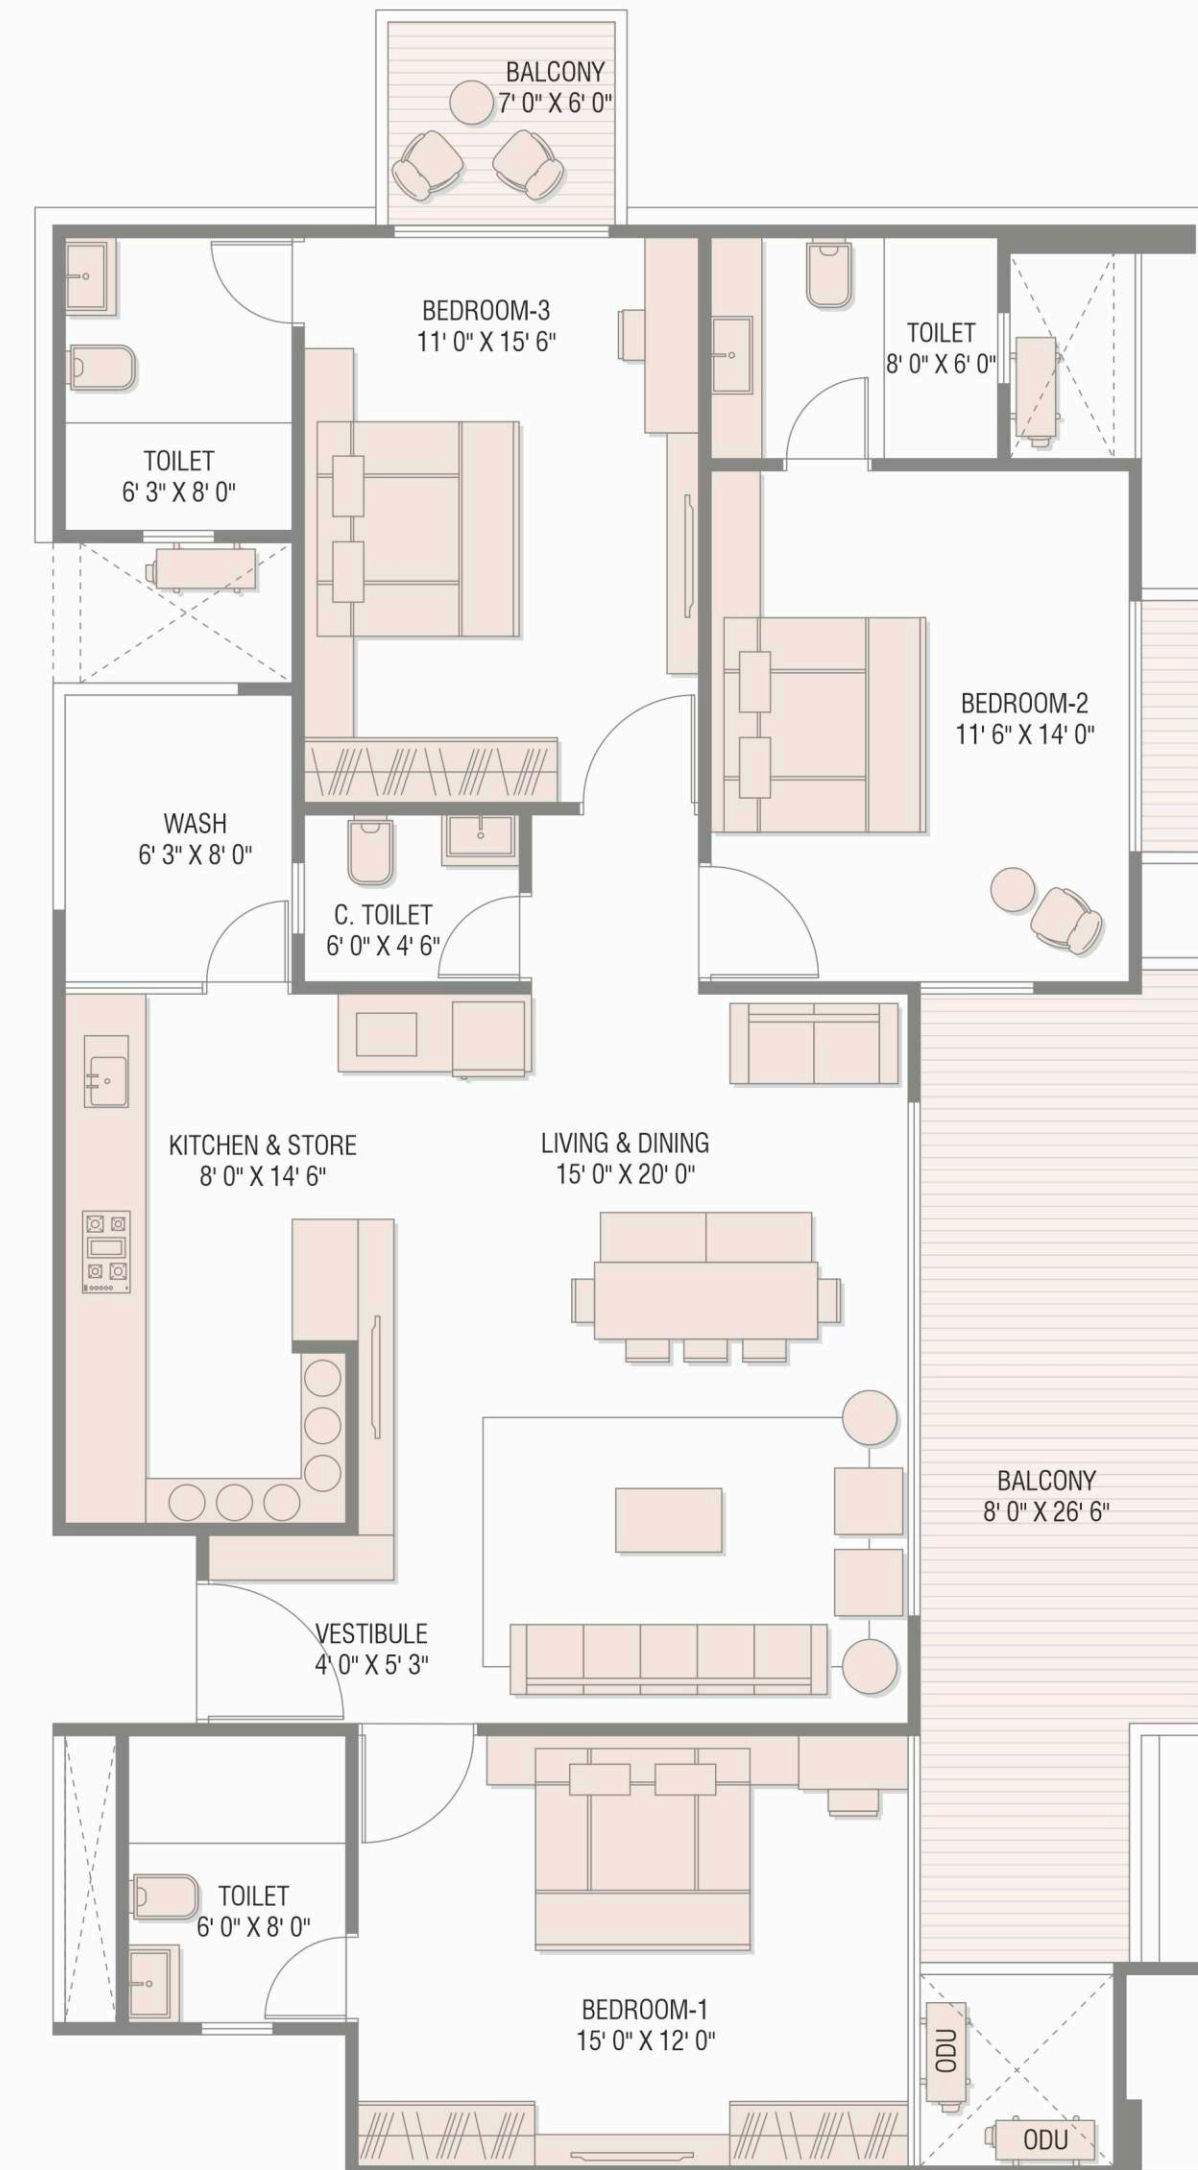 BALCONY
7' 0" X 6' 0"
BEDROOM-3
11' 0" X 15' 6"
TOILET
8' 0" X 6' 0"
TOILET
6' 3" X 8' 0"
BEDROOM-2
11' 6" X 14' 0"
WASH
6' 3" X 8' 0"
C. TOILET
6' 0" X 4' 6"
KITCHEN & STORE
8' 0" X 14' 6"
LIVING & DINING
15' 0" X 20' 0"
BALCONY
8' 0" X 26' 6"
VESTIBULE
4' 0" X 5' 3"
TOILET
6' 0" X 8' 0"
BEDROOM-1
15' 0" X 12' 0"
ODU
ODU